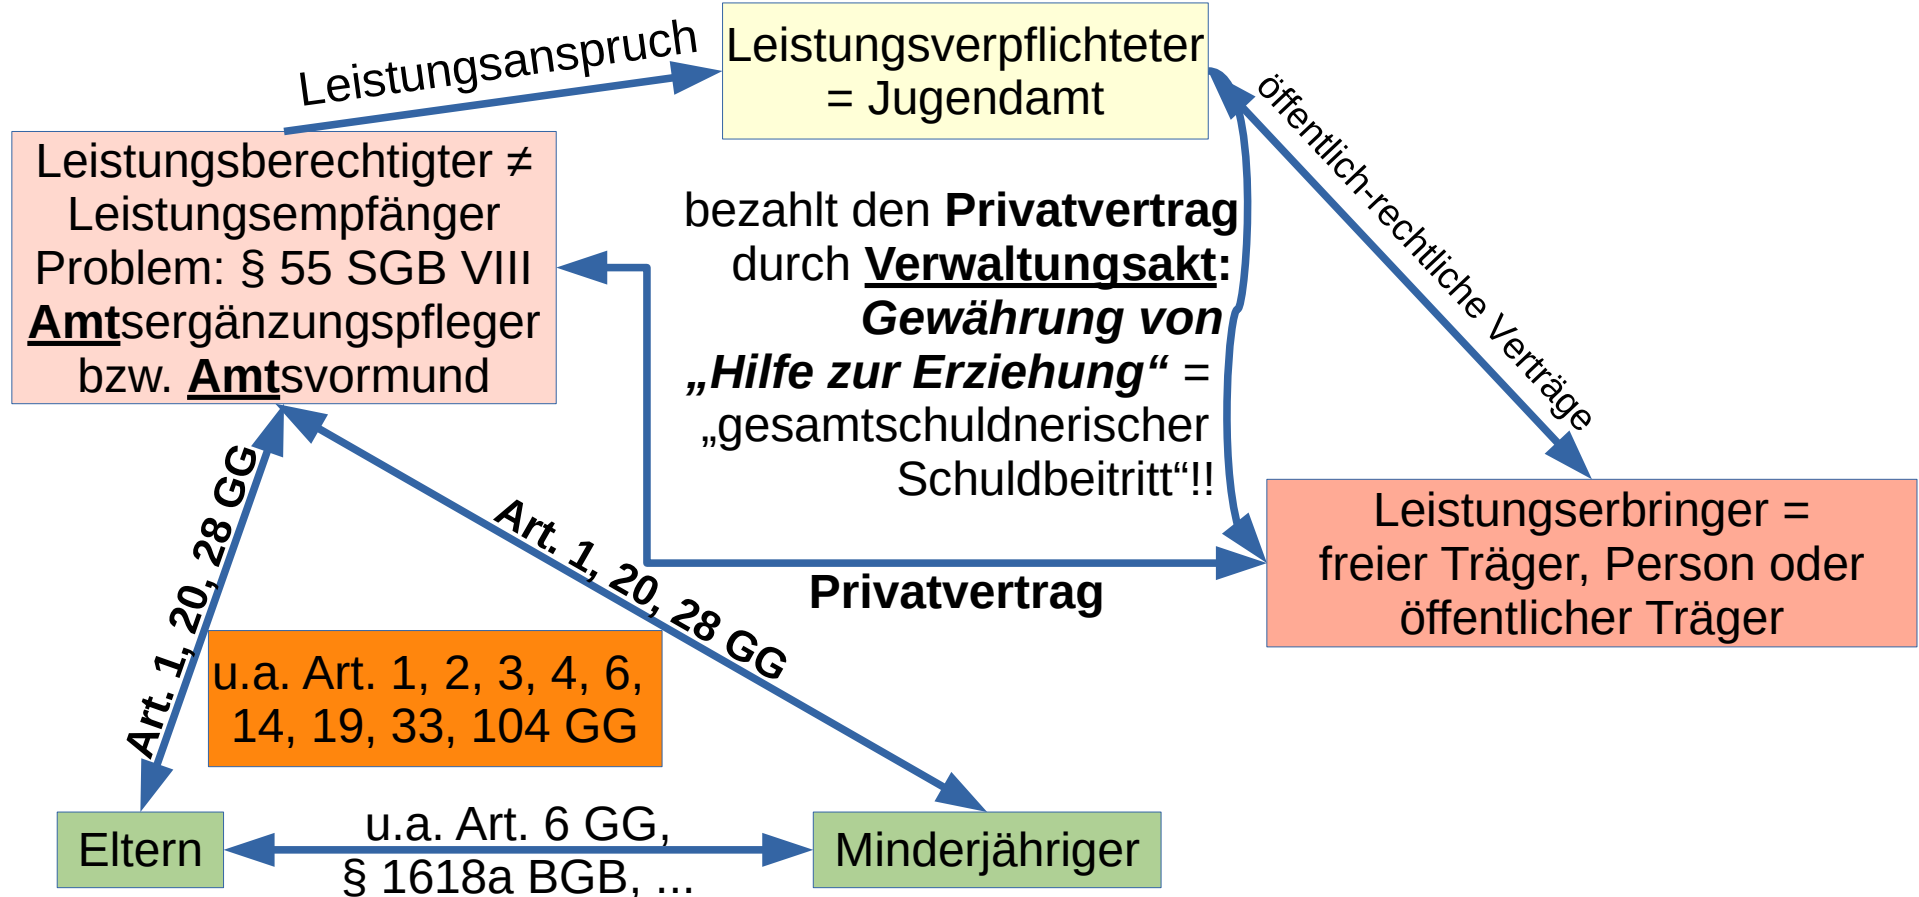 Leistungsanspruch
Leistungsverpflichteter
= Jugendamt
öffentlich-rechtliche Verträge
Leistungsberechtigter ≠
Leistungsempfänger
Problem: § 55 SGB VIII
Amtsergänzungspfleger
bzw. Amtsvormund
bezahlt den Privatvertrag
durch Verwaltungsakt:
Gewährung von
„Hilfe zur Erziehung“ =
„gesamtschuldnerischer
Schuldbeitritt“!!
Leistungserbringer =
freier Träger, Person oder
öffentlicher Träger
Privatvertrag
Art. 1, 20, 28 GG
Art. 1, 20, 28 GG
u.a. Art. 1, 2, 3, 4, 6,
14, 19, 33, 104 GG
Eltern
u.a. Art. 6 GG,
§ 1618a BGB, ...
Minderjähriger